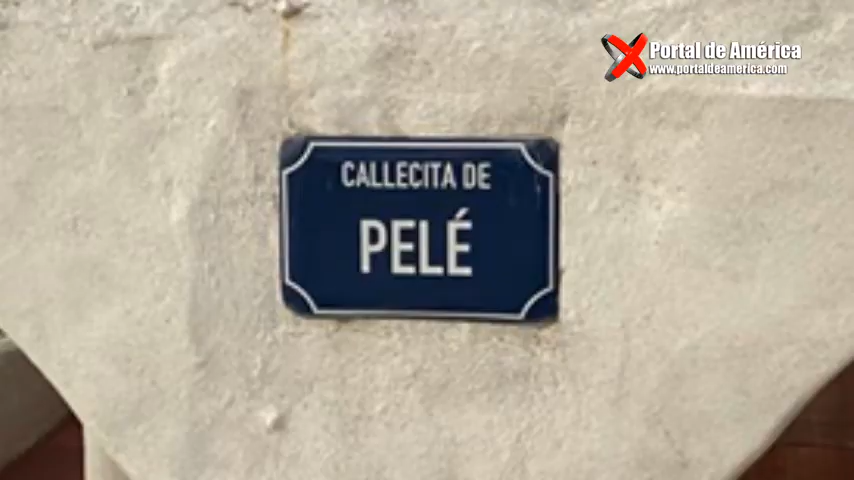 Portal de América
www.portaldeamerica.com
CALLECITA DE
PELÉ